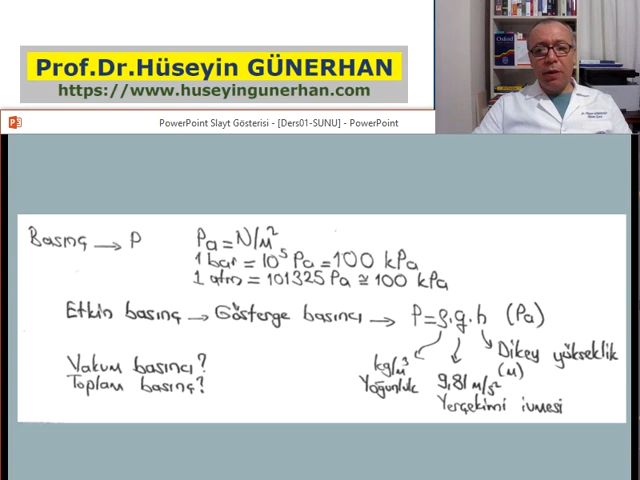 Prof.Dr.Hüseyin GÜNERHAN
https://www.huseyingunerhan.com
Oxford
PowerPoint Slayt Gösterisi - [Ders01-SUNU] - PowerPoint
Basınç → P
Pa = N/m²
1 bar = 10⁵ Pa = 100 kPa
1 atm = 101325 Pa ≅ 100 kPa
Etkin basınç → Gösterge basıncı → P = ρ.g.h (Pa)
Vakum basıncı?
Toplam basınç?
kg/m³
Yoğunluk
9,81 m/s²
Yerçekimi ivmesi
Dikey yükseklik
(m)